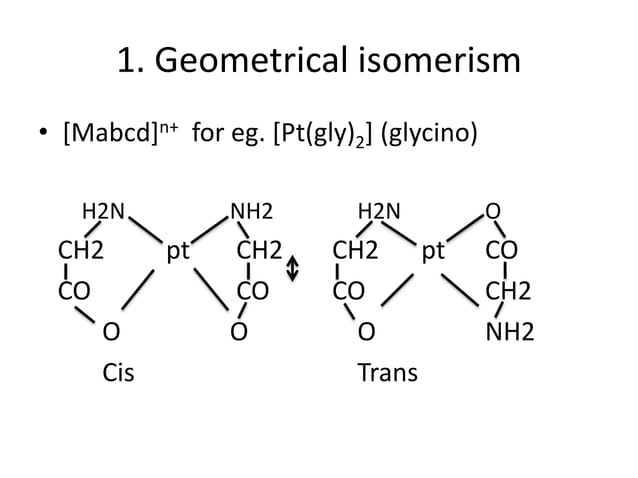 1. Geometrical isomerism
• [Mabcd]ⁿ⁺ for eg. [Pt(gly)₂] (glycino)
H2N NH2 H2N O
CH2 pt CH2 CH2 pt CO
CO CO CO CH2
O O O NH2
Cis Trans